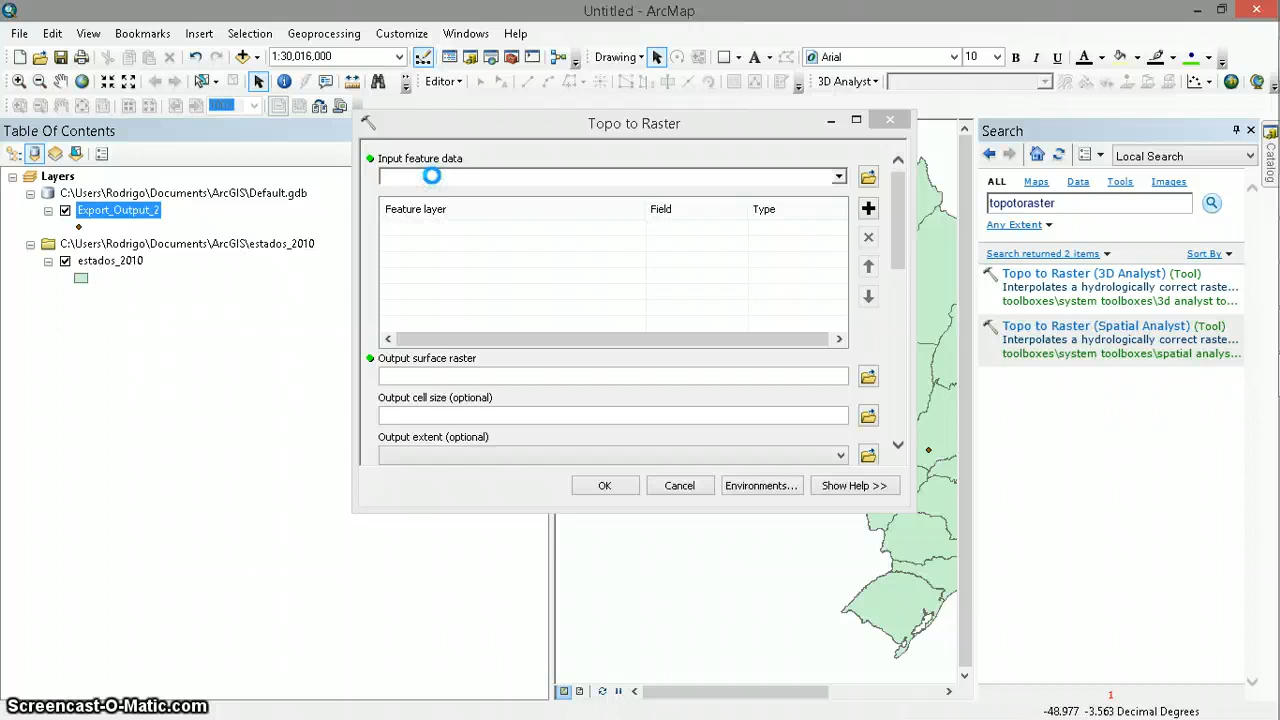 Untitled - ArcMap
File Edit View Bookmarks Insert Selection Geoprocessing Customize Windows Help
1:30,016,000 Drawing Arial 10 B I U A
Editor 3D Analyst
Table Of Contents
Layers
C:\Users\Rodrigo\Documents\ArcGIS\Default.gdb
Export_Output_2
C:\Users\Rodrigo\Documents\ArcGIS\estados_2010
estados_2010
Topo to Raster
Input feature data
Feature layer Field Type
Output surface raster
Output cell size (optional)
Output extent (optional)
OK Cancel Environments... Show Help >>
Search
Catalog
Local Search
ALL Maps Data Tools Images
topotoraster
Any Extent
Search returned 2 items Sort By
Topo to Raster (3D Analyst) (Tool)
Interpolates a hydrologically correct raste...
toolboxes\system toolboxes\3d analyst to...
Topo to Raster (Spatial Analyst) (Tool)
Interpolates a hydrologically correct raste...
toolboxes\system toolboxes\spatial analys...
1
-48.977 -3.563 Decimal Degrees
Screencast-O-Matic.com